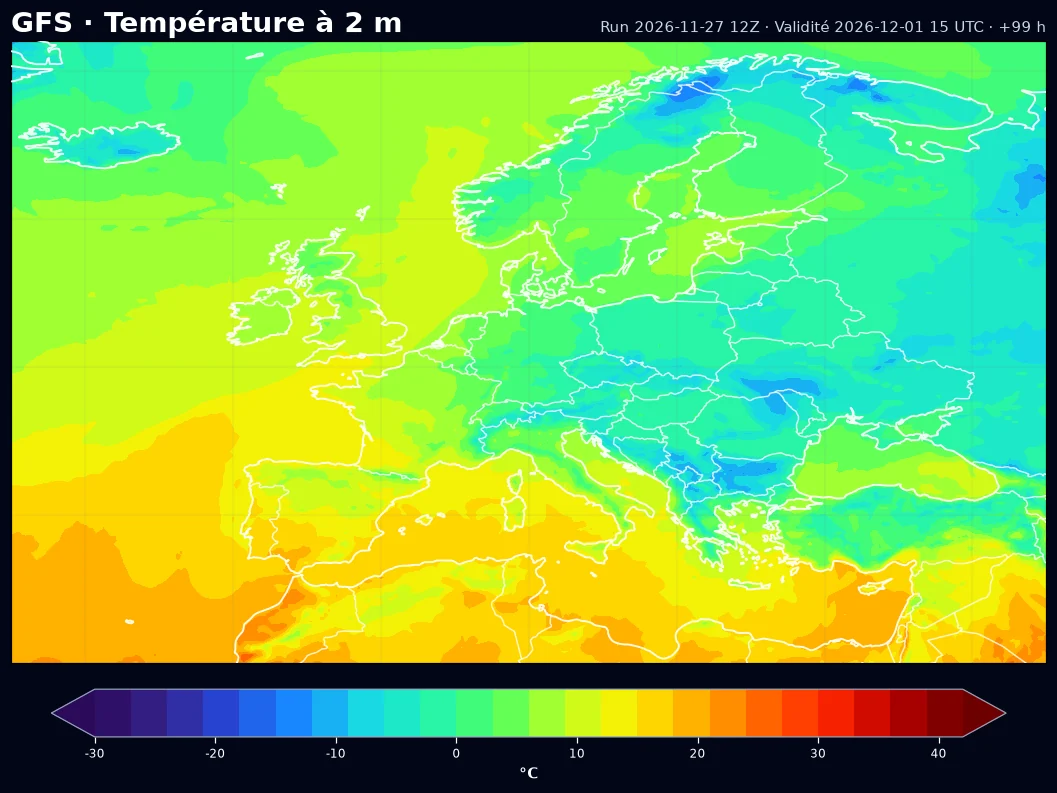 GFS · Température à 2 m
Run 2026-11-27 12Z · Validité 2026-12-01 15 UTC · +99 h
-30 -20 -10 0 10 20 30 40
°C